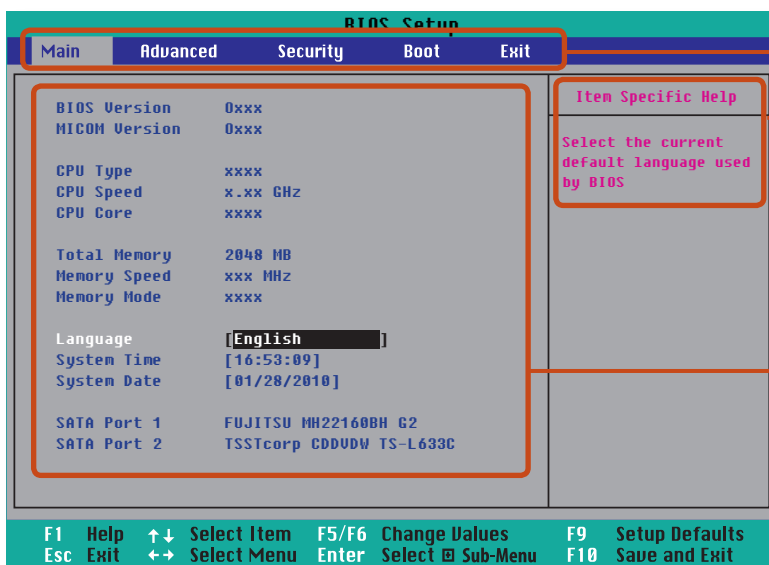 BIOS Setup
Main Advanced Security Boot Exit
BIOS Version 0xxx
MICOM Version 0xxx
CPU Type xxxx
CPU Speed x.xx GHz
CPU Core xxxx
Total Memory 2048 MB
Memory Speed xxx MHz
Memory Mode xxxx
Language [English ]
System Time [16:53:09]
System Date [01/28/2010]
SATA Port 1 FUJITSU MH22160BH G2
SATA Port 2 TSSTcorp CDDVDW TS-L633C
Item Specific Help
Select the current
default language used
by BIOS
F1 Help ↑↓ Select Item F5/F6 Change Values F9 Setup Defaults
Esc Exit ←→ Select Menu Enter Select ⊞ Sub-Menu F10 Save and Exit